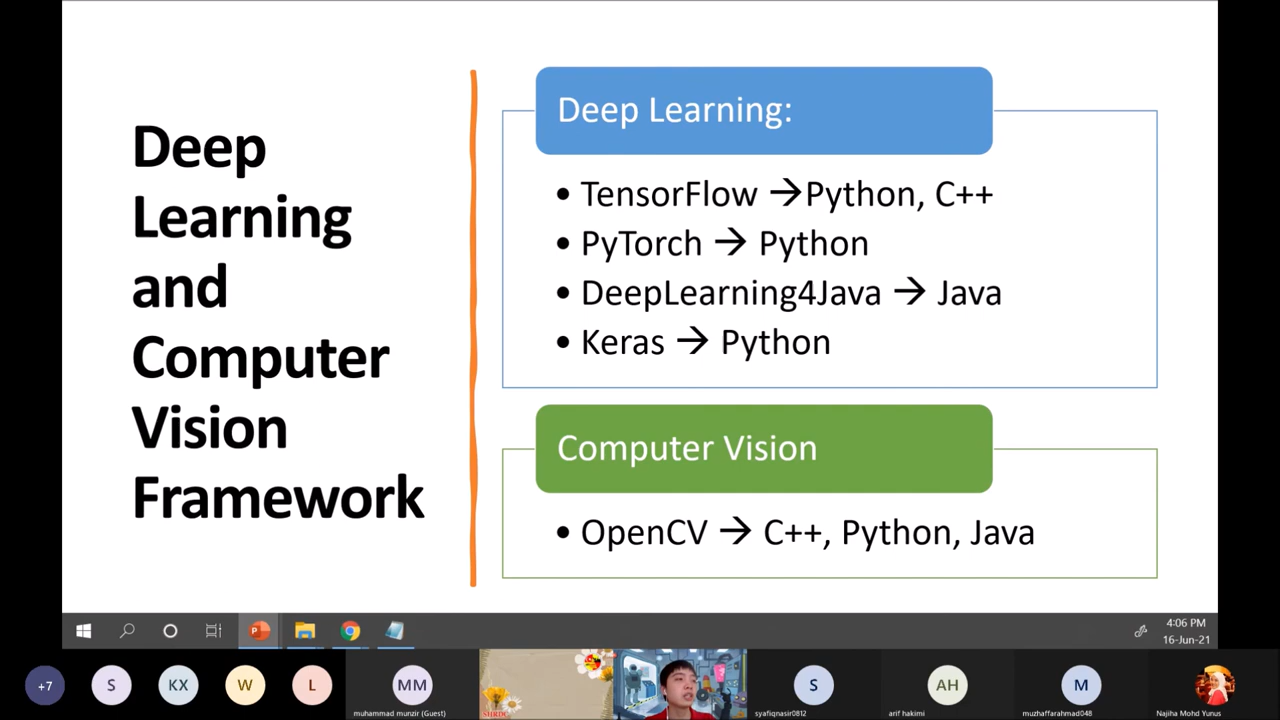 Deep
Learning
and
Computer
Vision
Framework
Deep Learning:
• TensorFlow →Python, C++
• PyTorch → Python
• DeepLearning4Java → Java
• Keras → Python
Computer Vision
• OpenCV → C++, Python, Java
4:06 PM
16-Jun-21
+7
S
KX
W
L
MM
muhammad munzir (Guest)
S
syafiqnasir0812
AH
arif hakimi
M
muzhaffarahmad048
Najiha Mohd Yunus